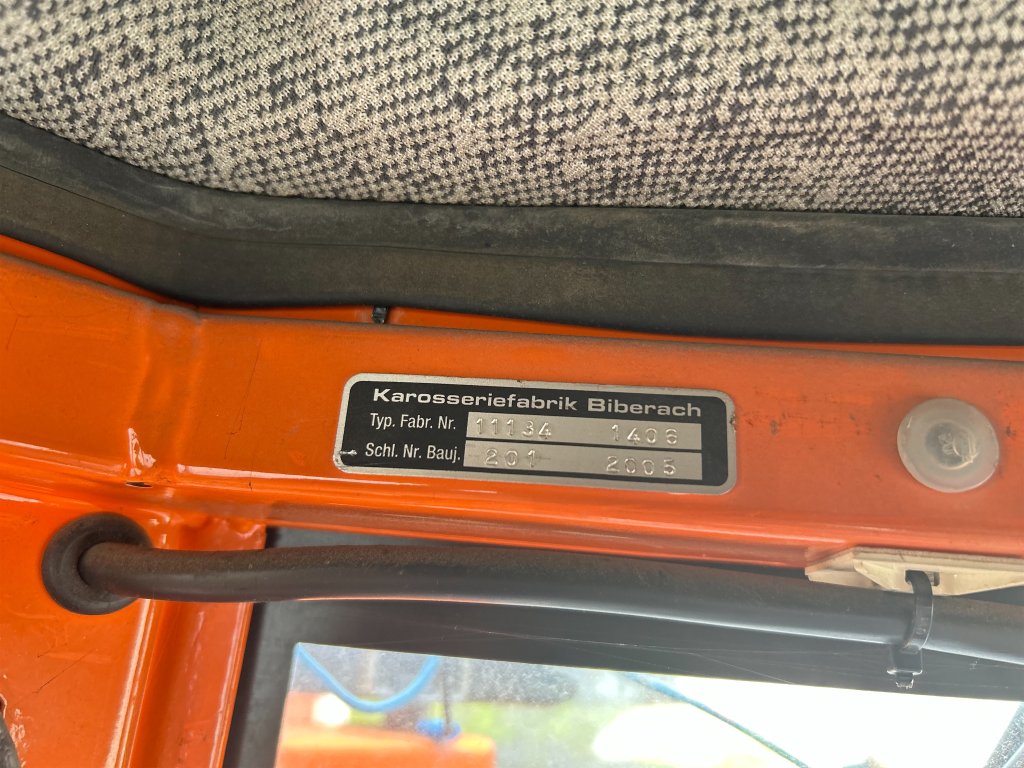 Karosseriefabrik Biberach
Typ. Fabr. Nr. 11134 1406
Schl. Nr. Bauj. 201 2005